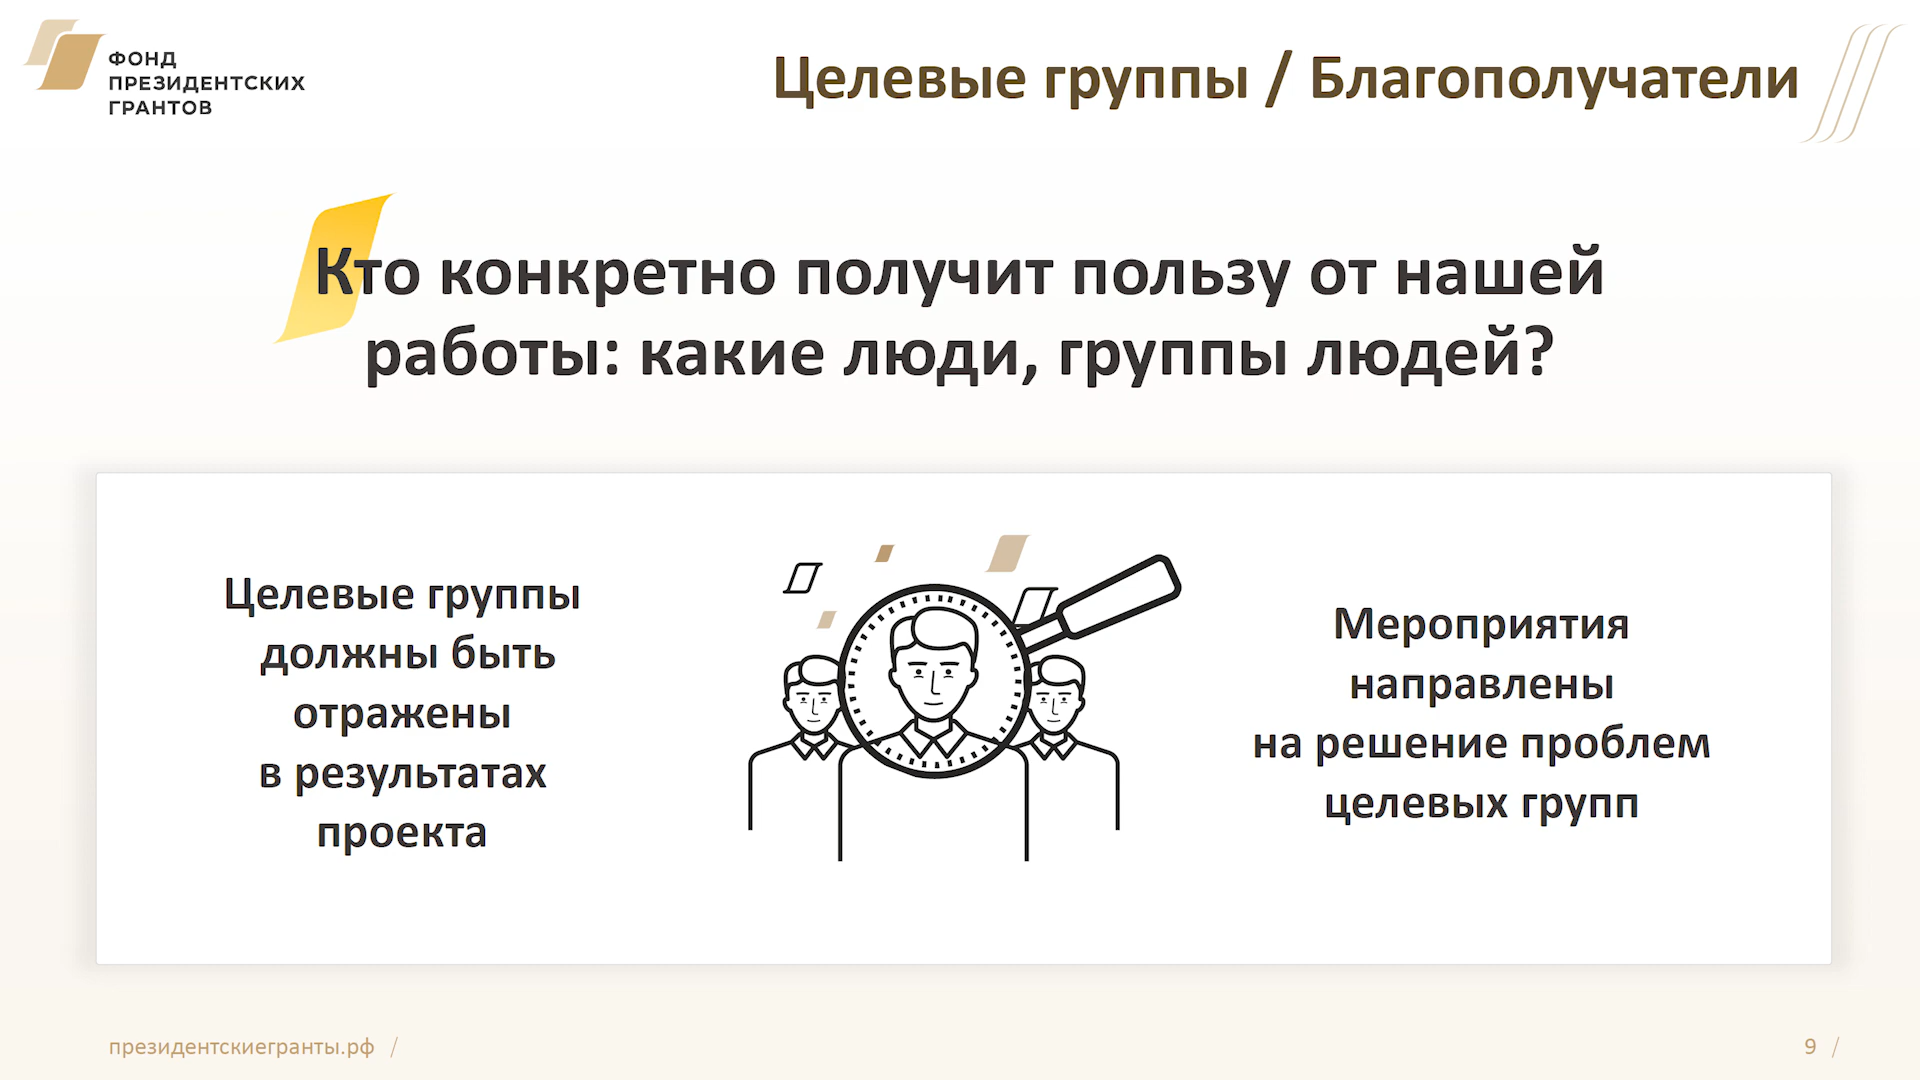 ФОНД
ПРЕЗИДЕНТСКИХ
ГРАНТОВ
Целевые группы / Благополучатели
Кто конкретно получит пользу от нашей
работы: какие люди, группы людей?
Целевые группы
должны быть
отражены
в результатах
проекта
Мероприятия
направлены
на решение проблем
целевых групп
президентскиегранты.рф /
9 /